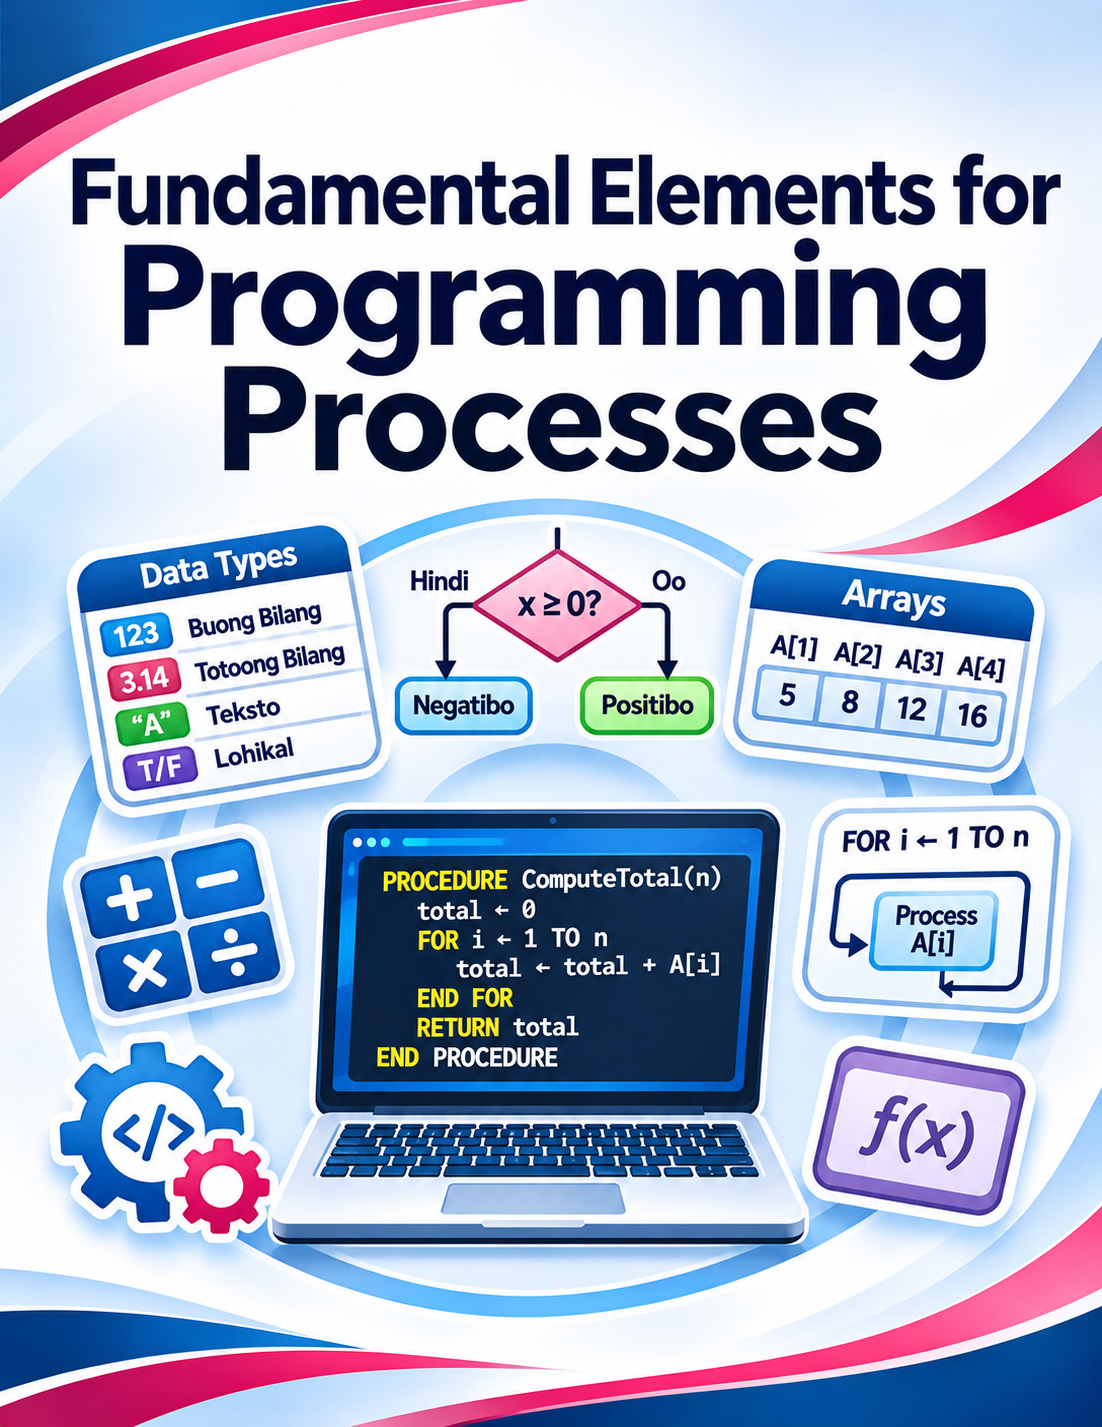 Fundamental Elements for
Programming
Processes
Data Types
123 Buong Bilang
3.14 Totoong Bilang
“A” Teksto
T/F Lohikal
Hindi
x ≥ 0?
Oo
Negatibo
Positibo
Arrays
A[1] A[2] A[3] A[4]
5 8 12 16
+ −
× ÷
PROCEDURE ComputeTotal(n)
total ← 0
FOR i ← 1 TO n
total ← total + A[i]
END FOR
RETURN total
END PROCEDURE
FOR i ← 1 TO n
Process
A[i]
</>
f(x)